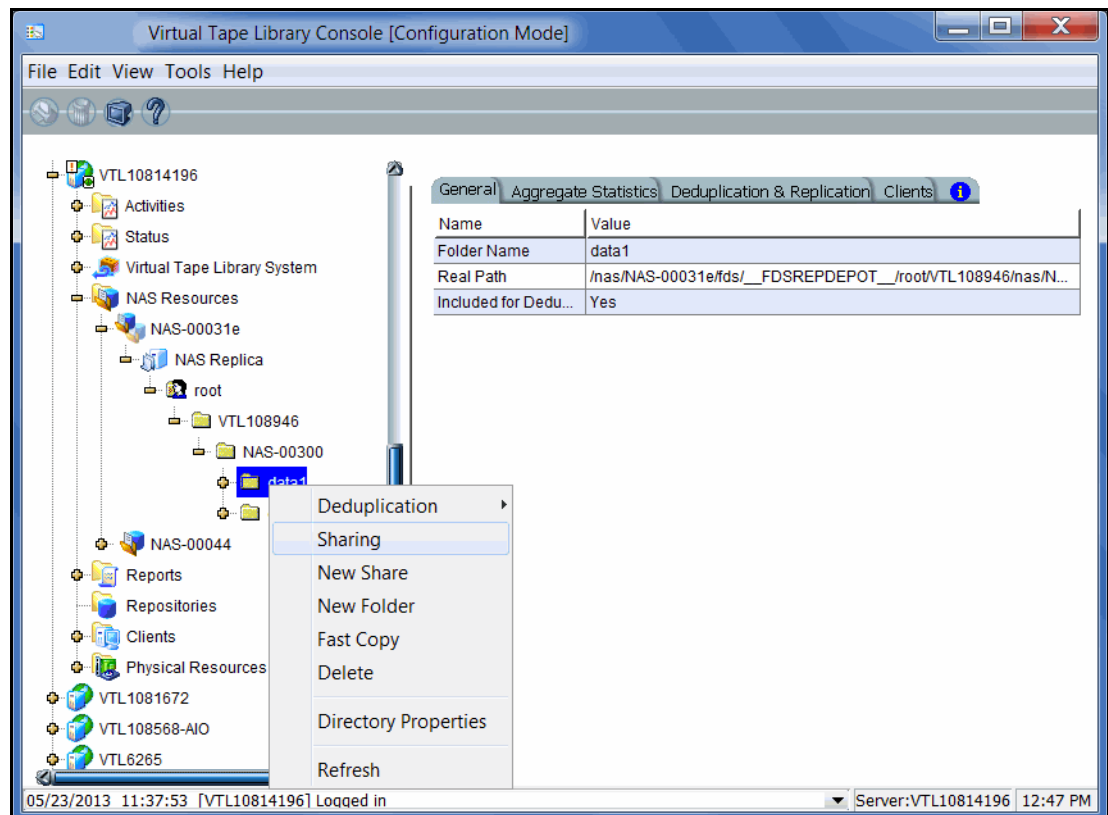 Virtual Tape Library Console [Configuration Mode]
File Edit View Tools Help
VTL10814196
Activities
Status
Virtual Tape Library System
NAS Resources
NAS-00031e
NAS Replica
root
VTL108946
NAS-00300
data1
NAS-00044
Reports
Repositories
Clients
Physical Resources
VTL1081672
VTL108568-AIO
VTL6265
Deduplication
Sharing
New Share
New Folder
Fast Copy
Delete
Directory Properties
Refresh
General Aggregate Statistics Deduplication & Replication Clients i
Name Value
Folder Name data1
Real Path /nas/NAS-00031e/fds/__FDSREPDEPOT__/root/VTL108946/nas/N...
Included for Dedu... Yes
05/23/2013 11:37:53 [VTL10814196] Logged in Server:VTL10814196 12:47 PM